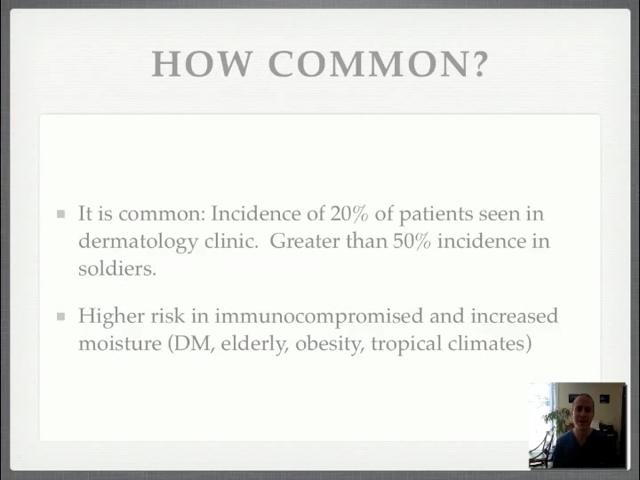 HOW COMMON?
It is common: Incidence of 20% of patients seen in
dermatology clinic.  Greater than 50% incidence in
soldiers.
Higher risk in immunocompromised and increased
moisture (DM, elderly, obesity, tropical climates)